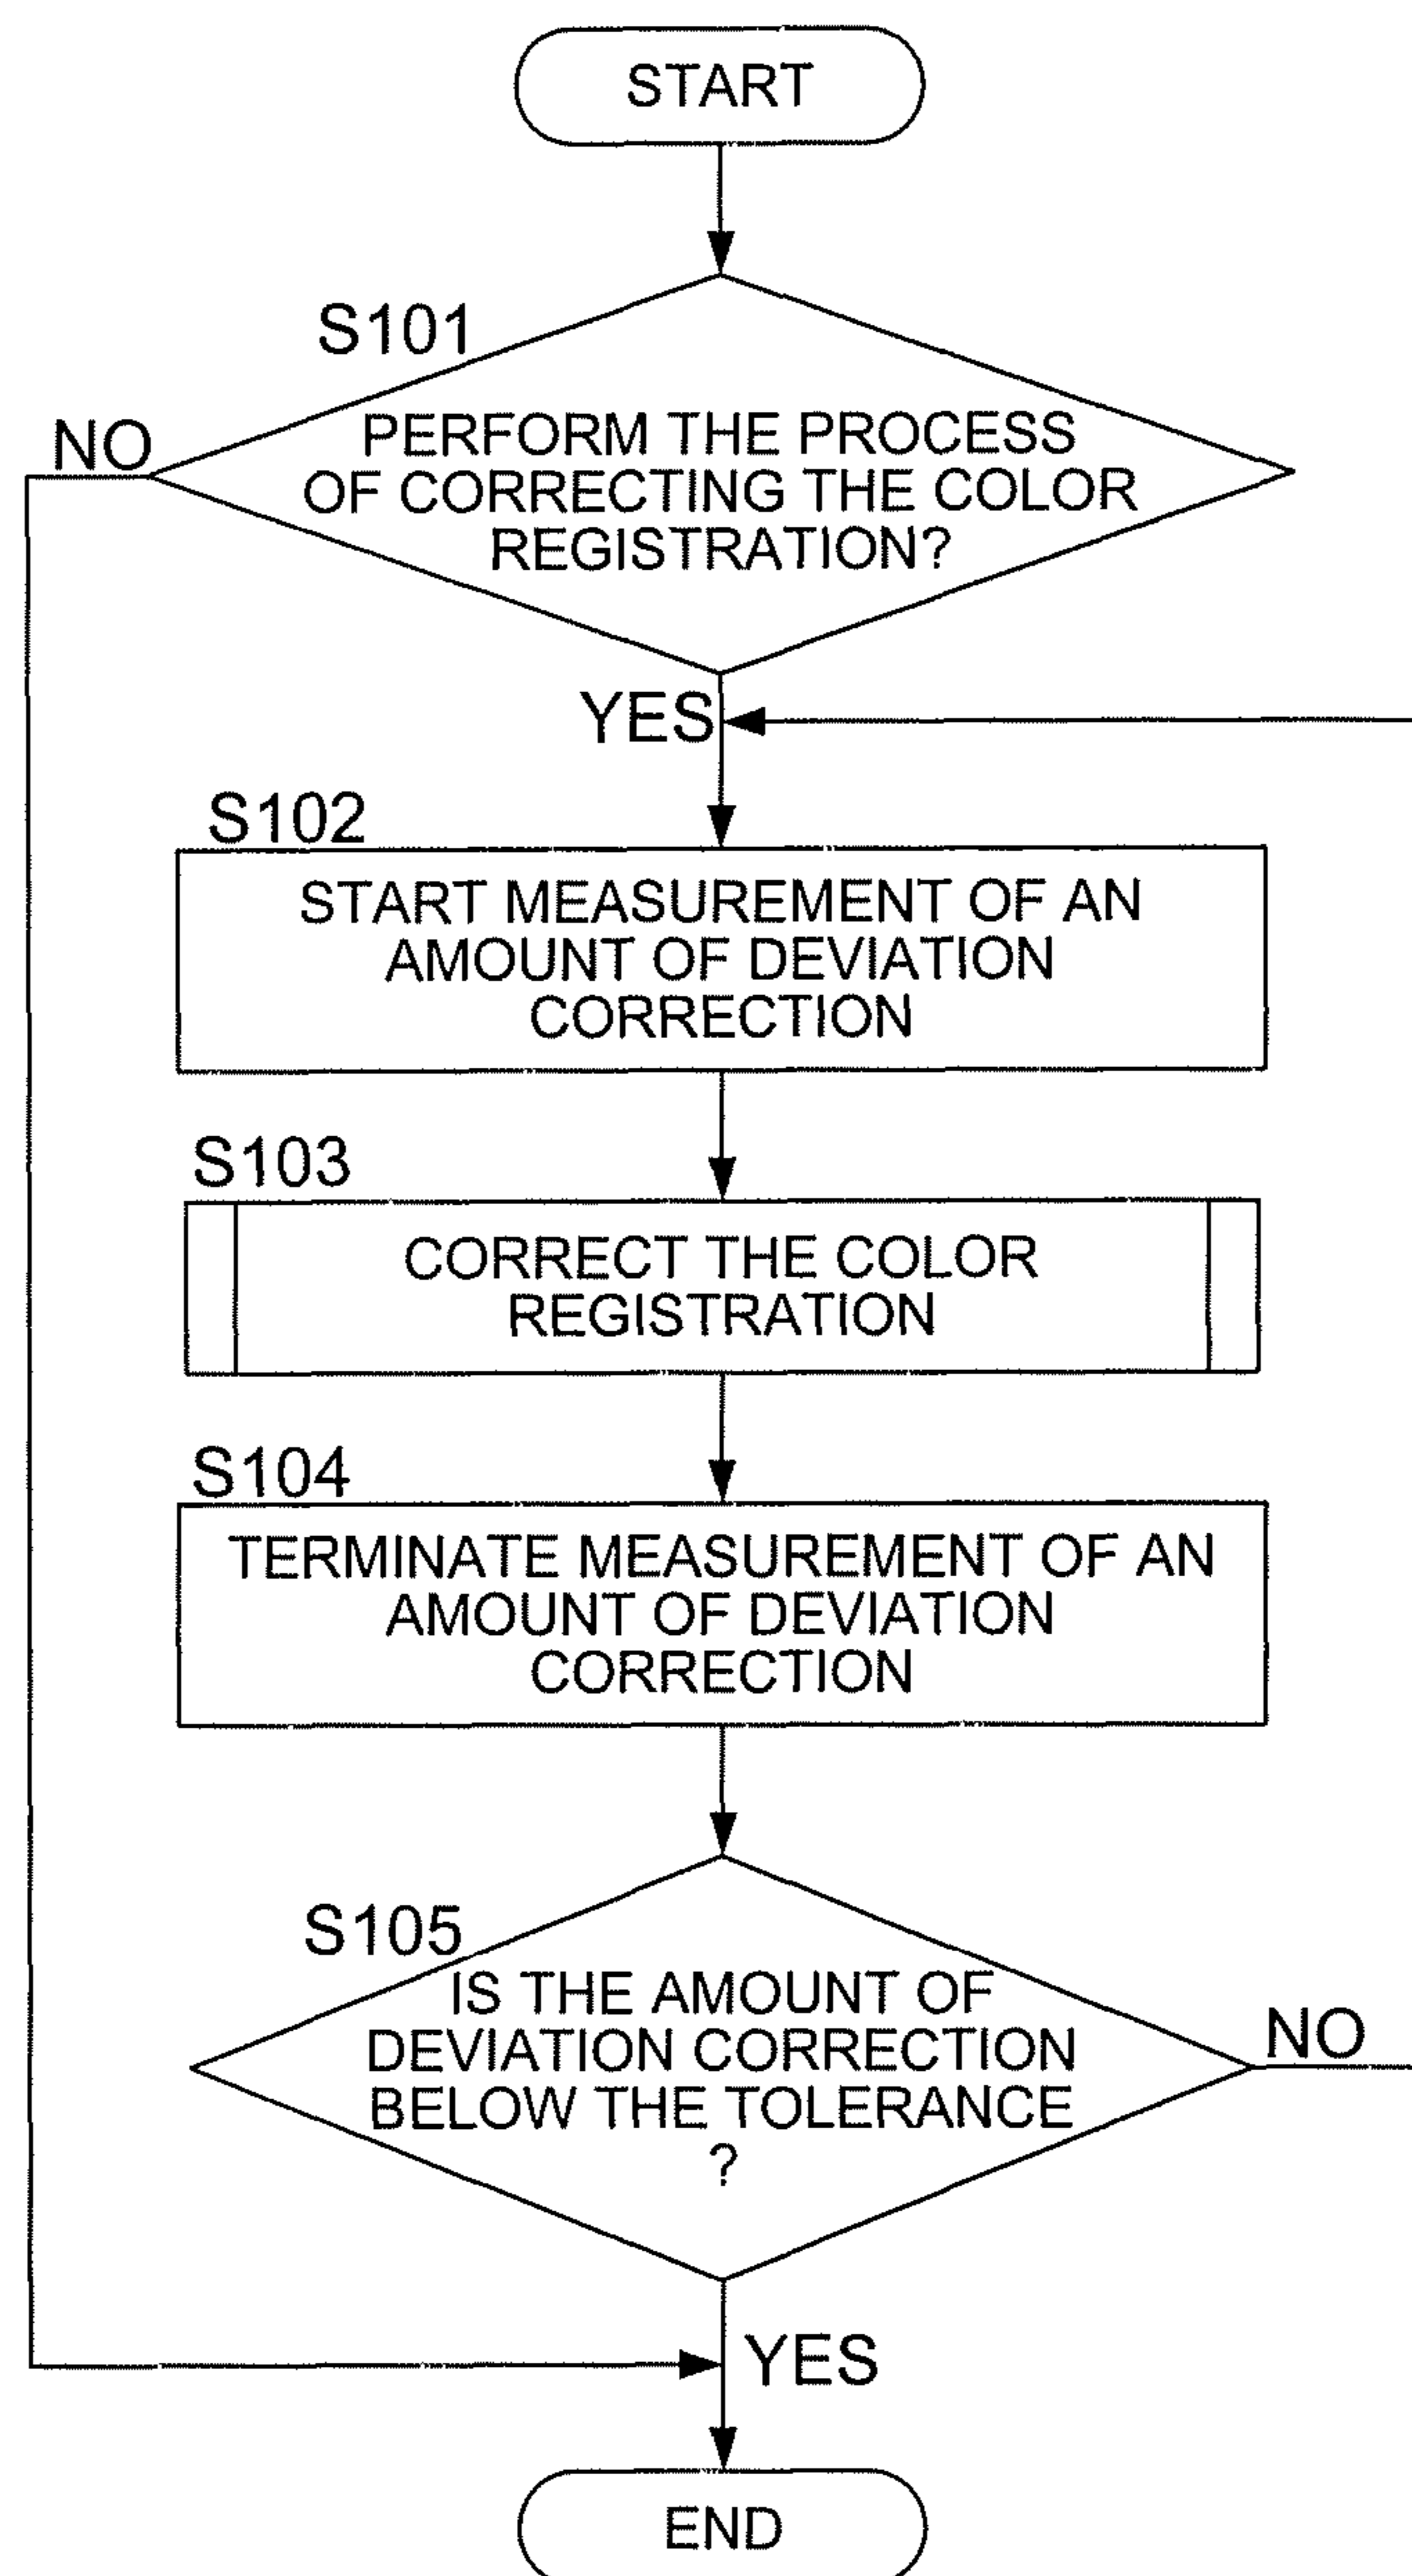 START
S101
NO
PERFORM THE PROCESS
OF CORRECTING THE COLOR
REGISTRATION?
YES
S102
START MEASUREMENT OF AN
AMOUNT OF DEVIATION
CORRECTION
S103
CORRECT THE COLOR
REGISTRATION
S104
TERMINATE MEASUREMENT OF AN
AMOUNT OF DEVIATION
CORRECTION
S105
IS THE AMOUNT OF
DEVIATION CORRECTION
BELOW THE TOLERANCE
?
NO
YES
END